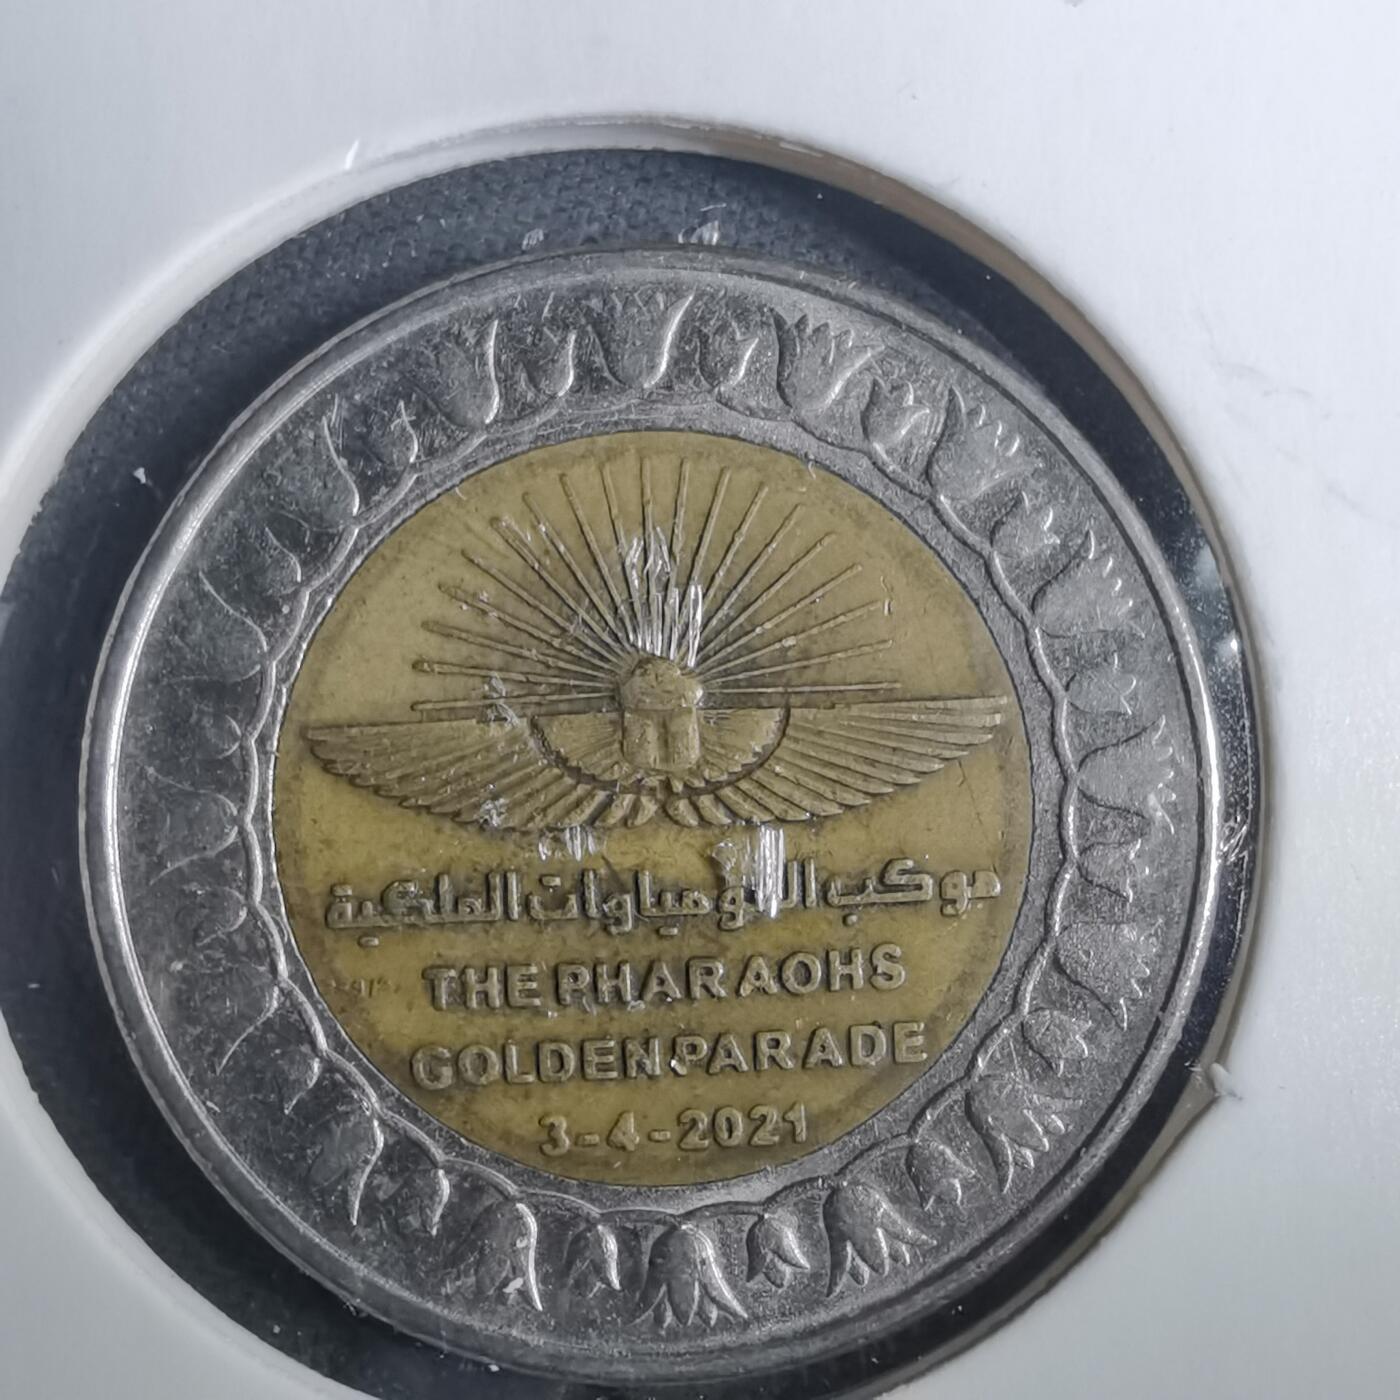 موكب المومياوات الملكية
THE PHARAOHS
GOLDEN PARADE
3-4-2021